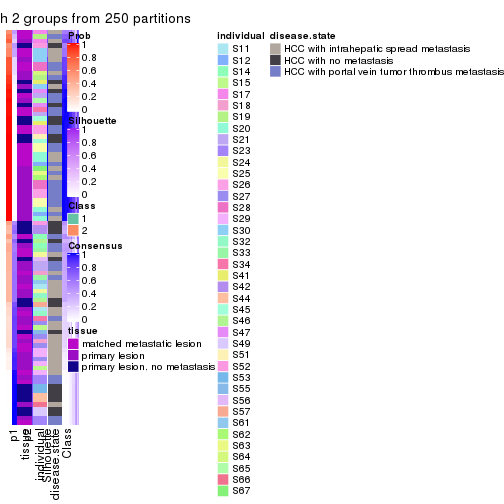 h 2 groups from 250 partitions
Prob
1
0.8
0.6
0.4
0.2
0
Silhouette
1
0.8
0.6
0.4
0.2
0
Class
1
2
Consensus
1
0.8
0.6
0.4
0.2
0
tissue
matched metastatic lesion
primary lesion
primary lesion, no metastasis
individual
S11
S12
S14
S15
S17
S18
S19
S20
S21
S23
S24
S25
S26
S27
S28
S29
S30
S32
S33
S34
S41
S42
S44
S45
S46
S47
S49
S51
S52
S53
S55
S56
S57
S61
S62
S63
S64
S65
S66
S67
disease.state
HCC with intrahepatic spread metastasis
HCC with no metastasis
HCC with portal vein tumor thrombus metastasis
p1
p2
tissue
individual
Silhouette
disease.state
Class